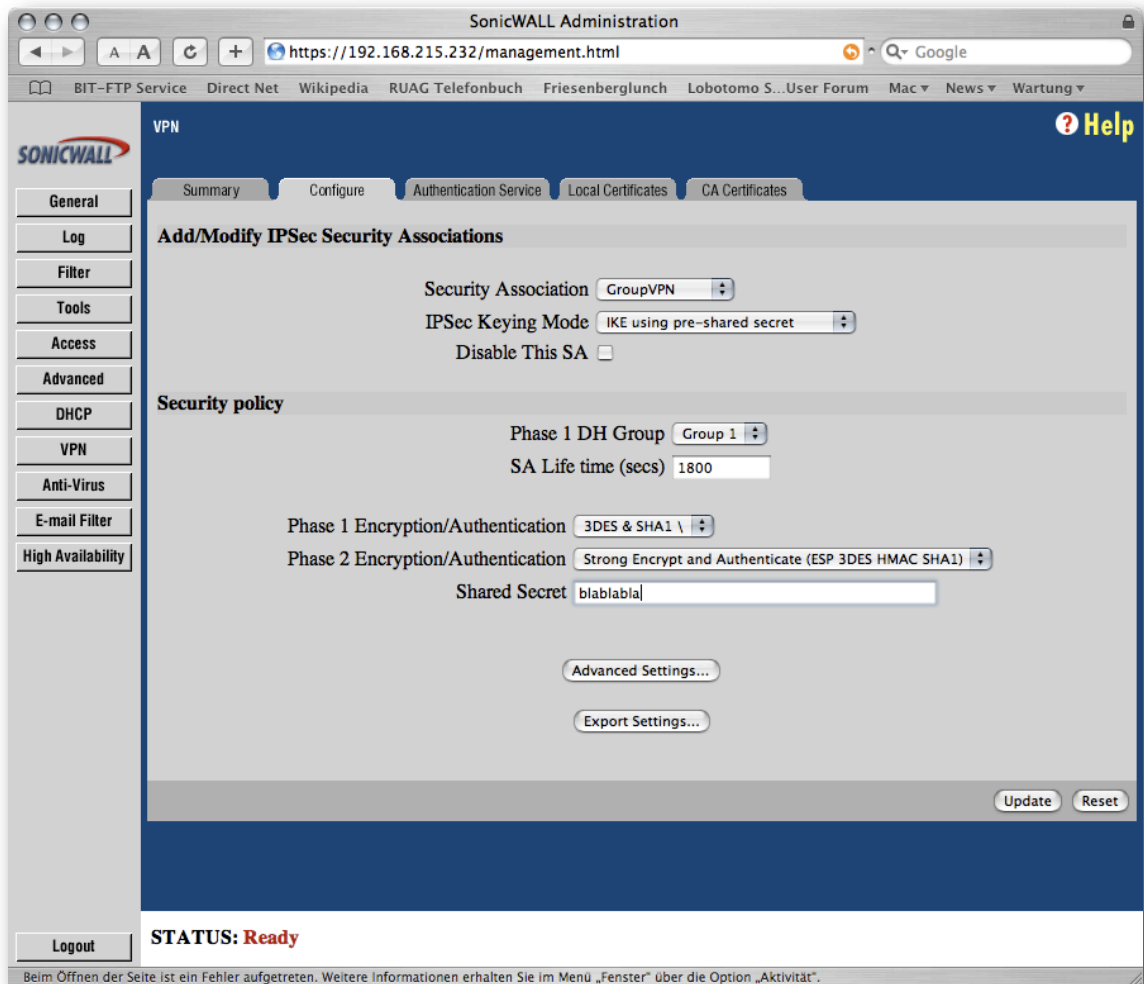 SonicWALL Administration
A A https://192.168.215.232/management.html Google
BIT-FTP Service Direct Net Wikipedia RUAG Telefonbuch Friesenberglunch Lobotomo S...User Forum Mac News Wartung
SONICWALL
VPN
? Help
Summary Configure Authentication Service Local Certificates CA Certificates
General
Log
Filter
Tools
Access
Advanced
DHCP
VPN
Anti-Virus
E-mail Filter
High Availability
Add/Modify IPSec Security Associations
Security Association GroupVPN
IPSec Keying Mode IKE using pre-shared secret
Disable This SA
Security policy
Phase 1 DH Group Group 1
SA Life time (secs) 1800
Phase 1 Encryption/Authentication 3DES & SHA1 \
Phase 2 Encryption/Authentication Strong Encrypt and Authenticate (ESP 3DES HMAC SHA1)
Shared Secret blablabla
Advanced Settings...
Export Settings...
Update Reset
Logout
STATUS: Ready
Beim Öffnen der Seite ist ein Fehler aufgetreten. Weitere Informationen erhalten Sie im Menü „Fenster“ über die Option „Aktivität“.